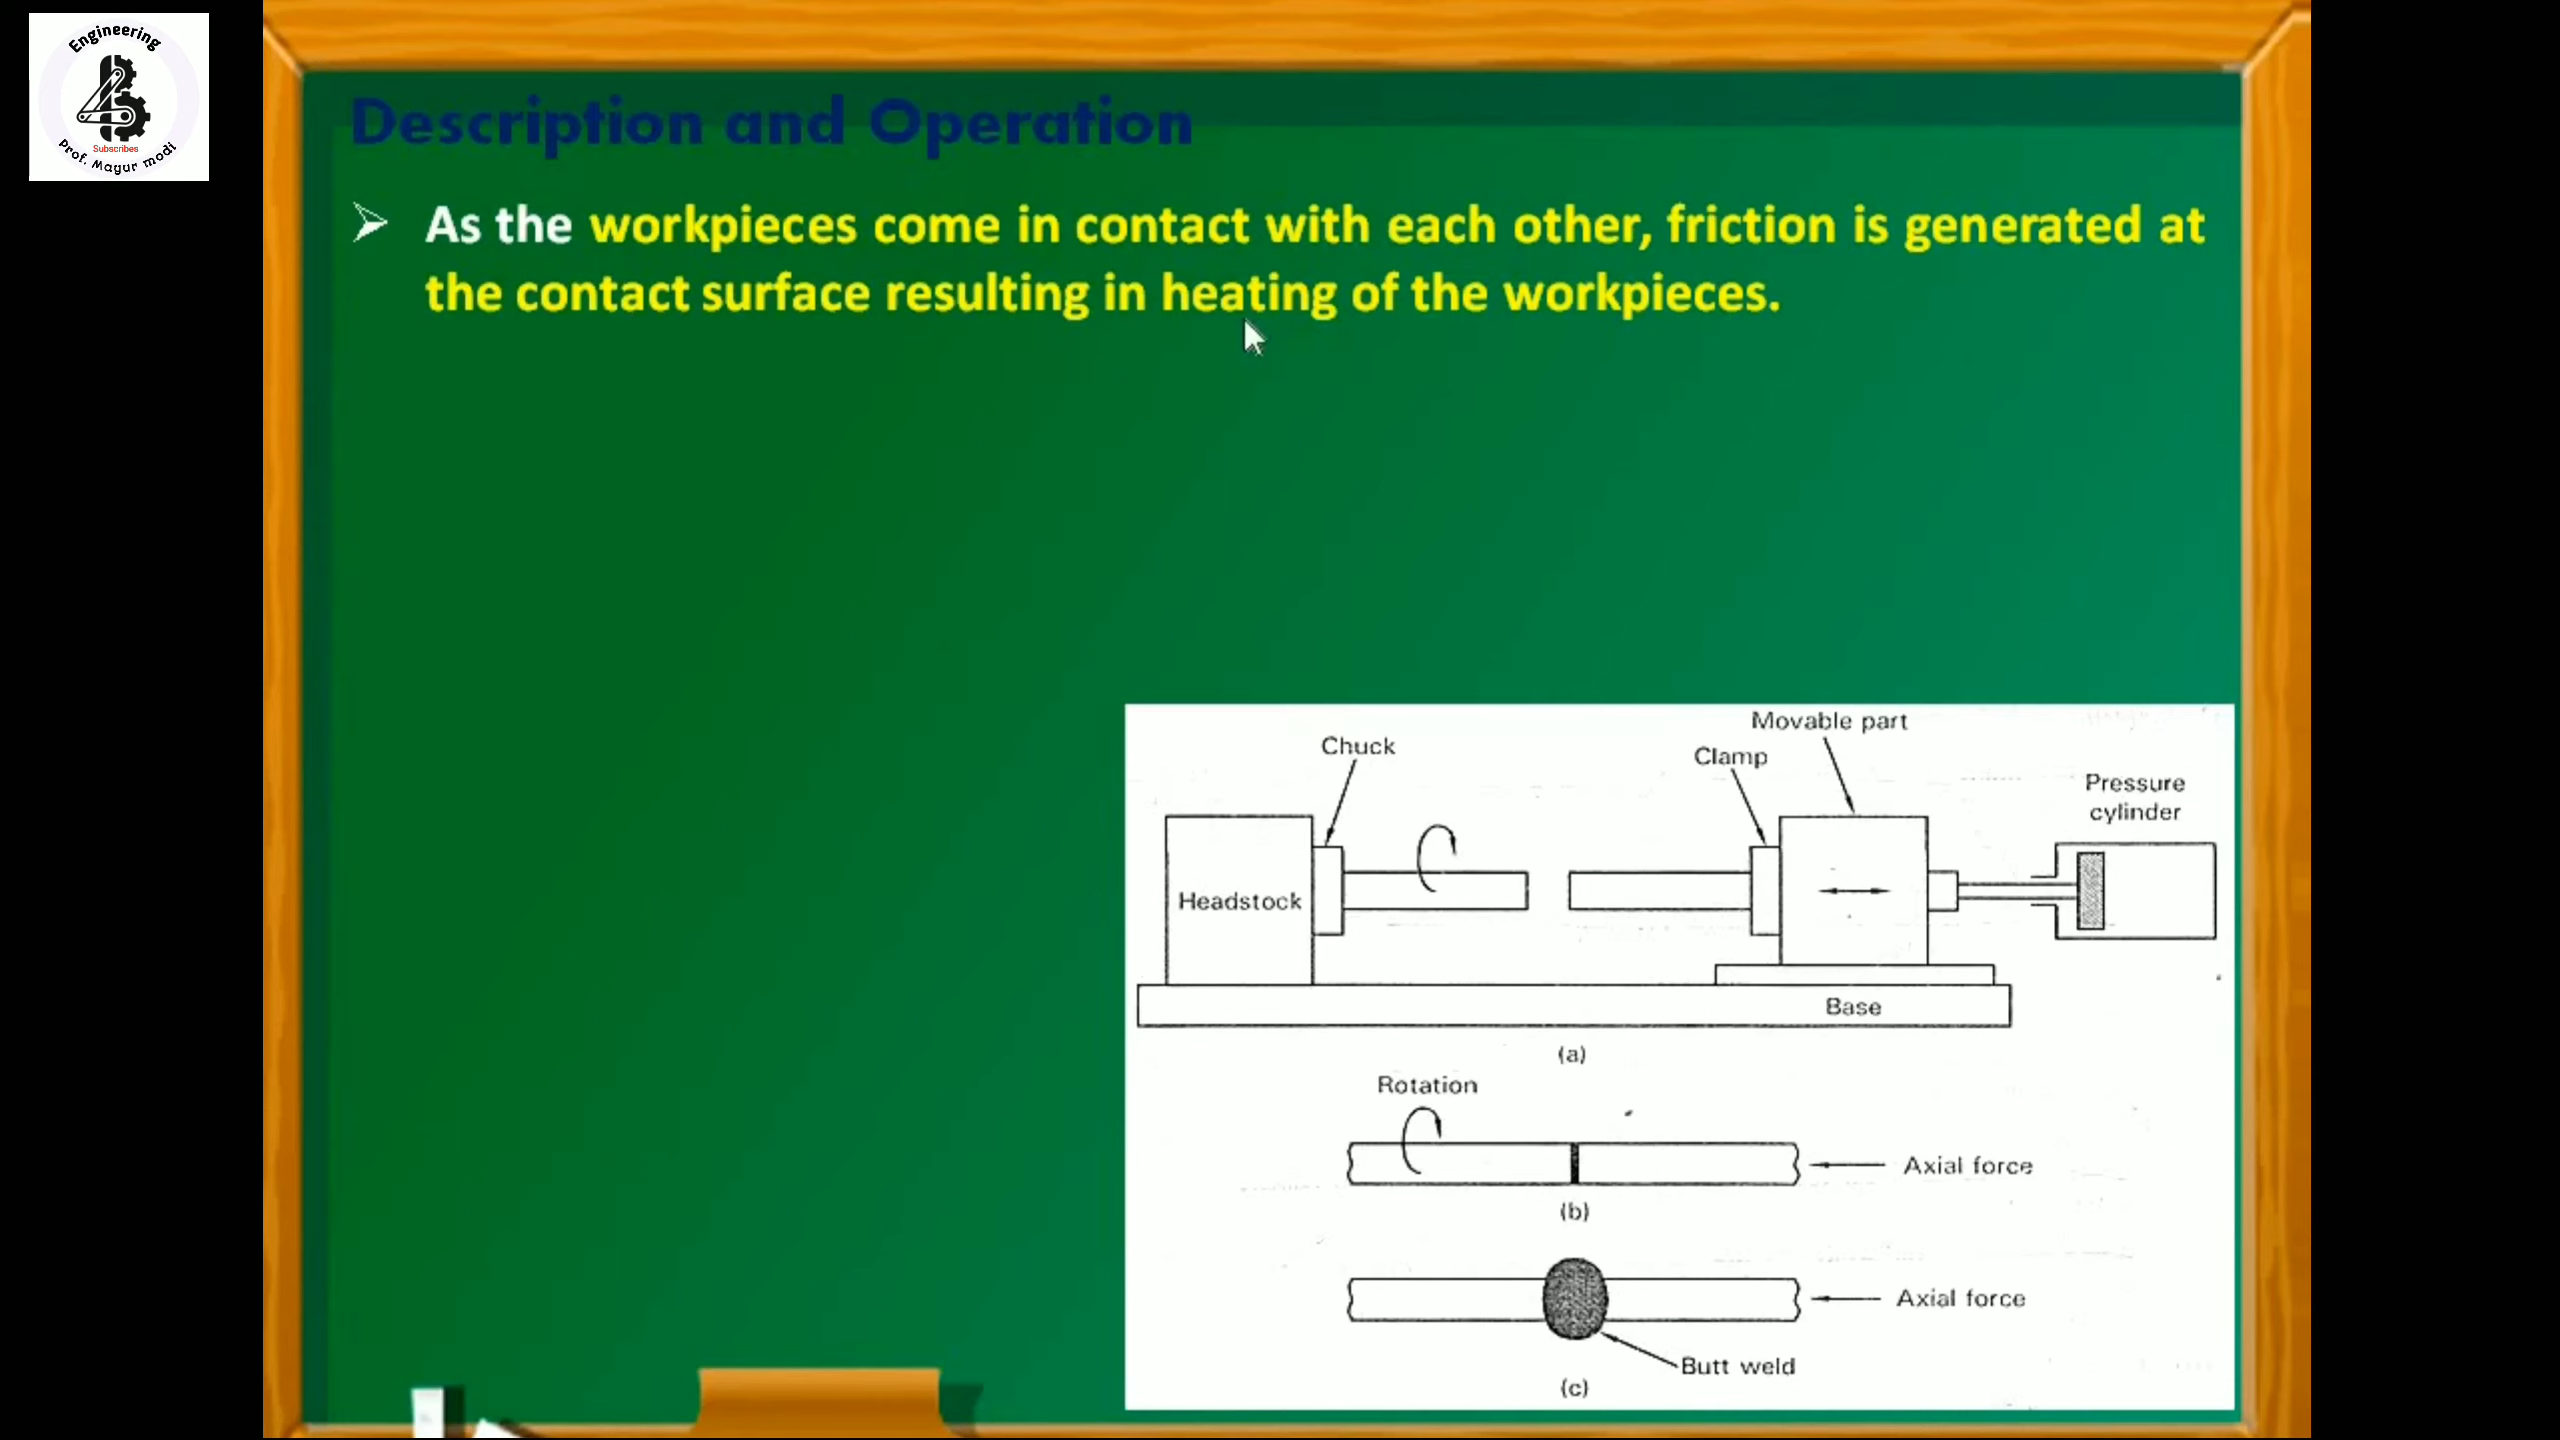 Engineering
Subscribes
Prof. Mayur modi
Description and Operation
As the workpieces come in contact with each other, friction is generated at
the contact surface resulting in heating of the workpieces.
Movable part
Chuck
Clamp
Pressure
cylinder
Headstock
Base
(a)
Rotation
Axial force
(b)
Axial force
Butt weld
(c)